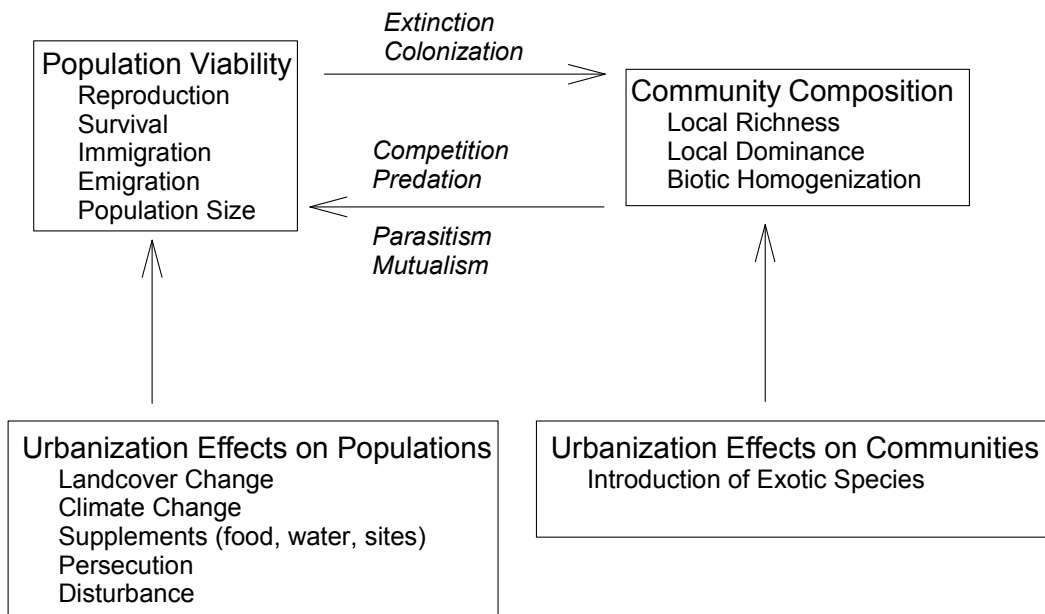 Extinction
Colonization
Population Viability
Reproduction
Survival
Immigration
Emigration
Population Size
Competition
Predation
Parasitism
Mutualism
Community Composition
Local Richness
Local Dominance
Biotic Homogenization
Urbanization Effects on Populations
Landcover Change
Climate Change
Supplements (food, water, sites)
Persecution
Disturbance
Urbanization Effects on Communities
Introduction of Exotic Species